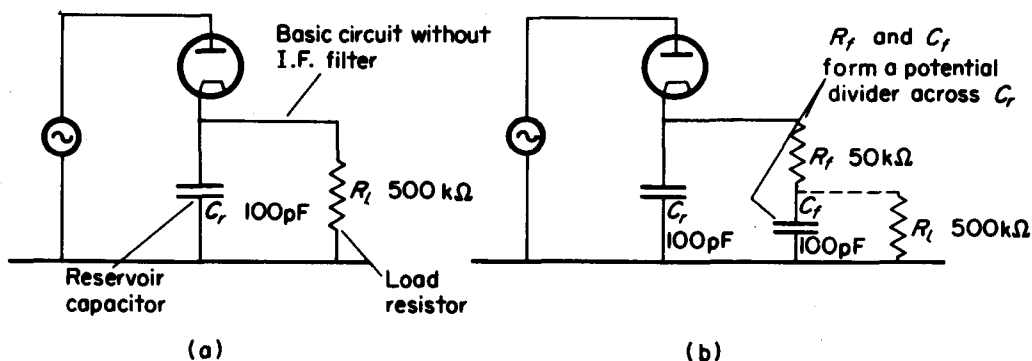 Basic circuit without
I.F. filter
R_l 500 kΩ
C_r 100pF
Reservoir
capacitor
Load
resistor
(a)
R_f and C_f
form a potential
divider across C_r
R_f 50kΩ
C_r
100pF
C_f
100pF
R_l 500kΩ
(b)